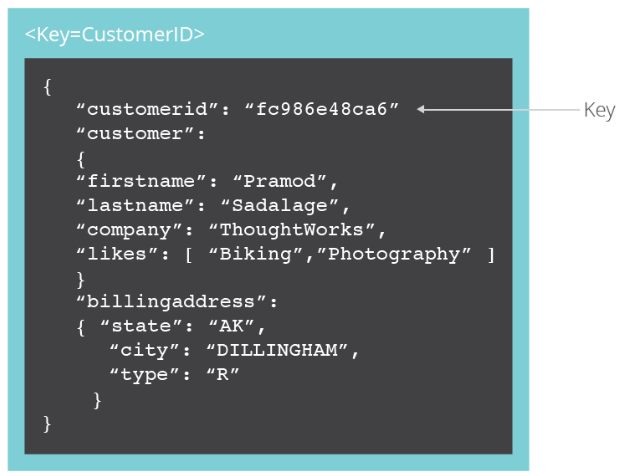 <Key=CustomerID>
{
“customerid”: “fc986e48ca6” Key
“customer”:
{
“firstname”: “Pramod”,
“lastname”: “Sadalage”,
“company”: “ThoughtWorks”,
“likes”: [ “Biking”,”Photography” ]
}
“billingaddress”:
{ “state”: “AK”,
“city”: “DILLINGHAM”,
“type”: “R”
}
}